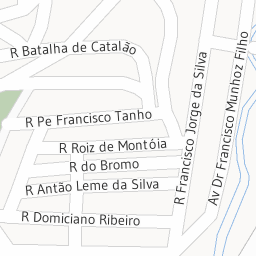 R Batalha de Catalão
R Pe Francisco Tanho
R Roiz de Montóia
R do Bromo
R Antão Leme da Silva
R Domiciano Ribeiro
R Francisco Jorge da Silva
Av Dr Francisco Munhoz Filho